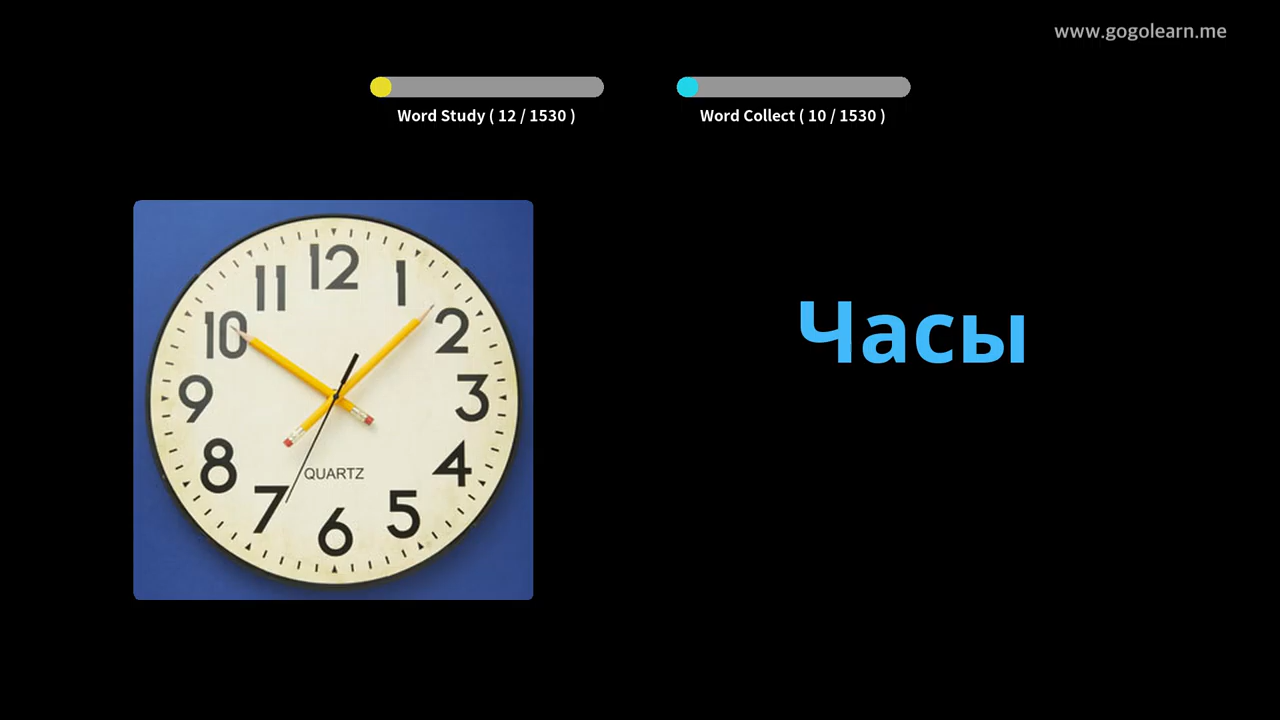 www.gogolearn.me
Word Study ( 12 / 1530 )
Word Collect ( 10 / 1530 )
12
11
1
10
2
9
3
8
4
7
5
6
QUARTZ
Часы